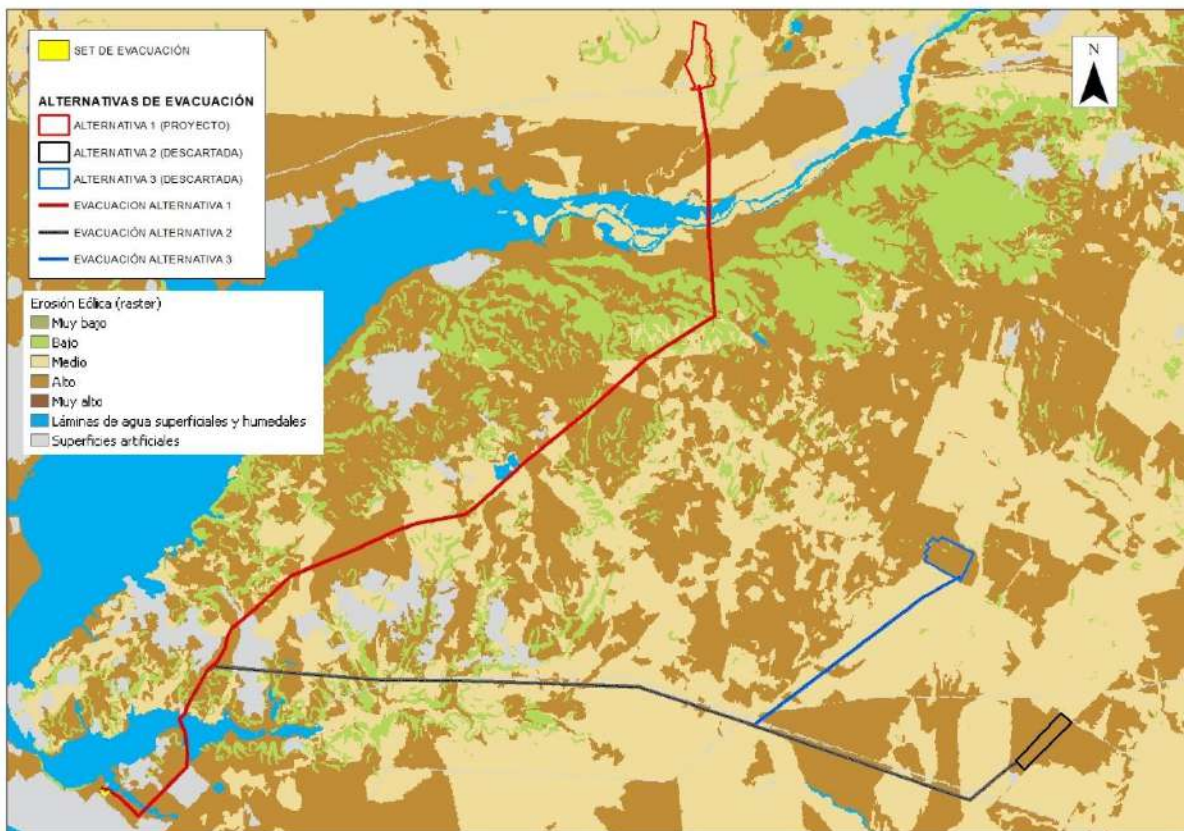 SET DE EVACUACIÓN
ALTERNATIVAS DE EVACUACIÓN
ALTERNATIVA 1 (PROYECTO)
ALTERNATIVA 2 (DESCARTADA)
ALTERNATIVA 3 (DESCARTADA)
EVACUACION ALTERNATIVA 1
EVACUACIÓN ALTERNATIVA 2
EVACUACIÓN ALTERNATIVA 3
Erosión Eólica (raster)
Muy bajo
Bajo
Medio
Alto
Muy alto
Láminas de agua superficiales y humedales
Superficies artificiales
N